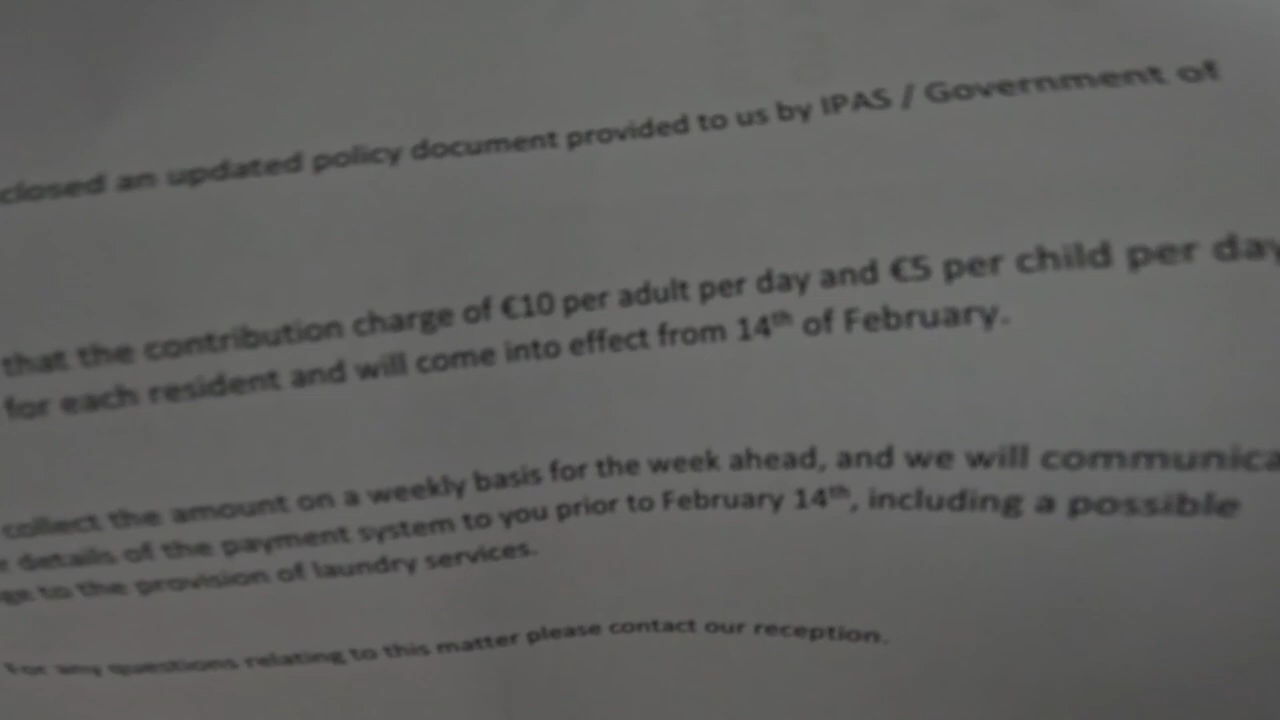 closed an updated policy document provided to us by IPAS / Government of
that the contribution charge of €10 per adult per day and €5 per child per day
for each resident and will come into effect from 14th of February.
collect the amount on a weekly basis for the week ahead, and we will communica
r details of the payment system to you prior to February 14th, including a possible
ge to the provision of laundry services.
For any questions relating to this matter please contact our reception.